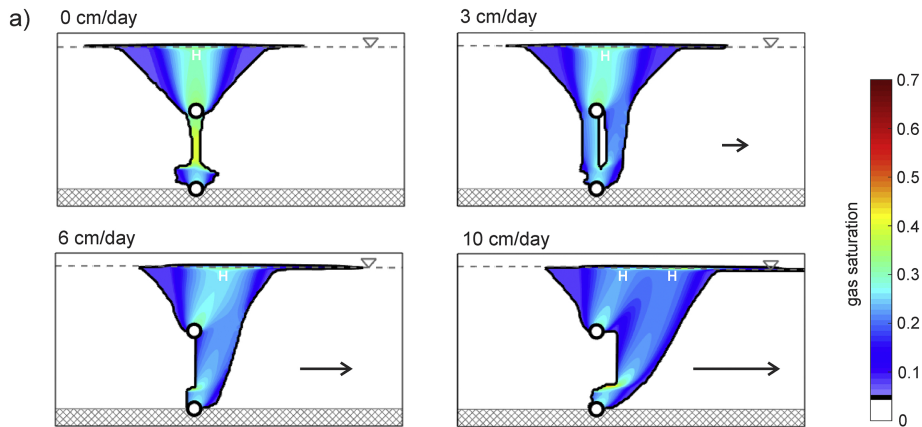 a)
0 cm/day
3 cm/day
H
H
6 cm/day
10 cm/day
H
H H
gas saturation
0.7
0.6
0.5
0.4
0.3
0.2
0.1
0